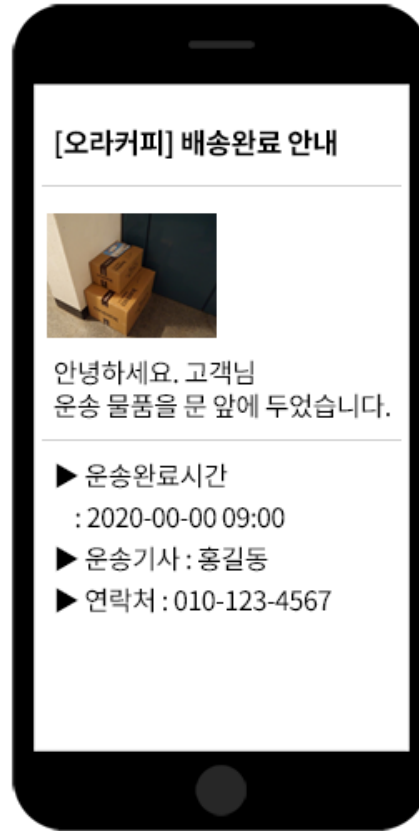 [오라커피] 배송완료 안내
안녕하세요. 고객님
운송 물품을 문 앞에 두었습니다.
▶ 운송완료시간
: 2020-00-00 09:00
▶ 운송기사 : 홍길동
▶ 연락처 : 010-123-4567